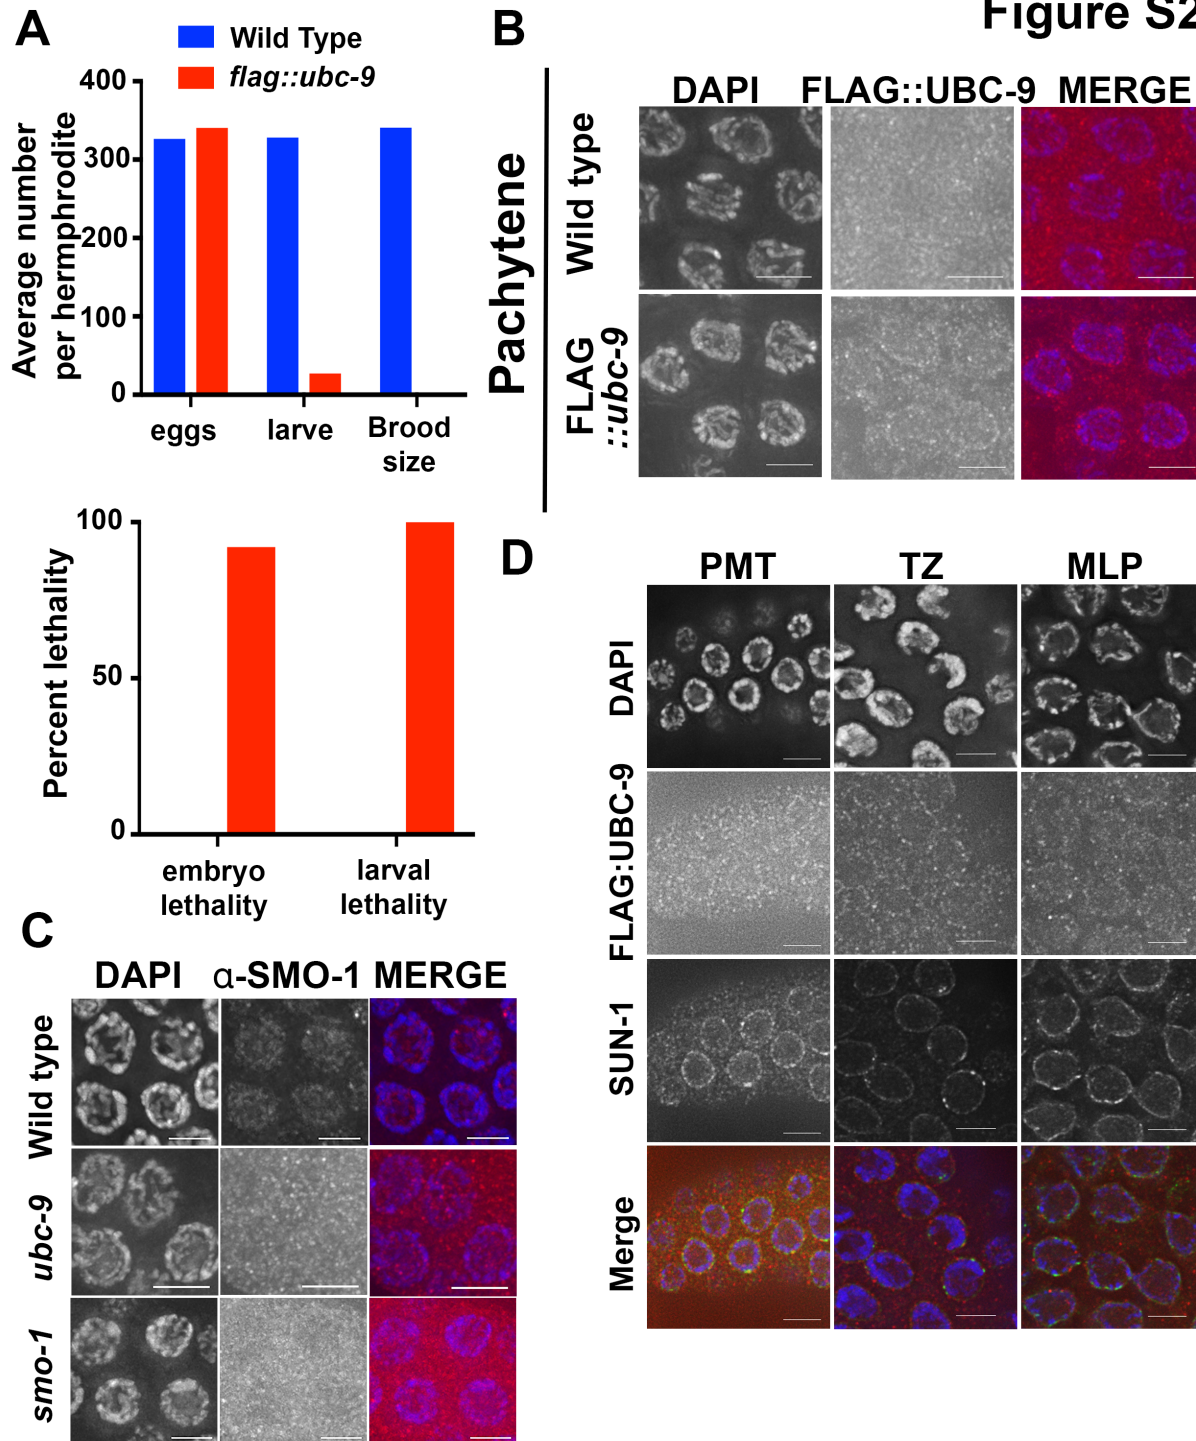 Figure S2
A
Wild Type
flag::ubc-9
Average number
per hermphrodite
400
300
200
100
0
eggs
larve
Brood
size
Percent lethality
100
50
0
embryo
lethality
larval
lethality
B
Pachytene
DAPI
FLAG::UBC-9
MERGE
Wild type
FLAG
::ubc-9
C
DAPI
α-SMO-1
MERGE
Wild type
ubc-9
smo-1
D
PMT
TZ
MLP
DAPI
FLAG::UBC-9
SUN-1
Merge